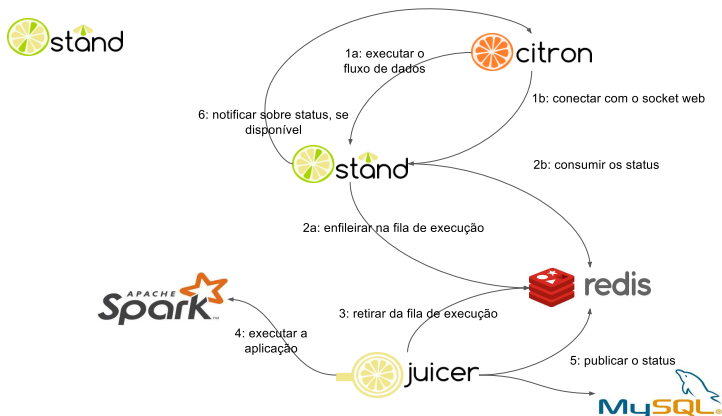 stand
citron
1a: executar o
fluxo de dados
1b: conectar com o socket web
6: notificar sobre status, se
disponível
stand
2b: consumir os status
2a: enfileirar na fila de execução
redis
APACHE
Spark™
3: retirar da fila de execução
4: executar a
aplicação
juicer
5: publicar o status
MySQL®